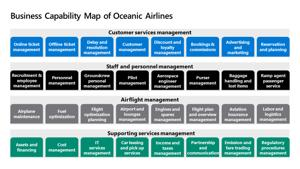 Business Capability Map of Oceanic Airlines
Customer services management
Online ticket
management
Offline ticket
management
Delay and
resolution
management
Customer
management
Discount and
loyalty
management
Bookings &
commissions
Advertising
and
marketing
Reservation
and planning
Staff and personnel management
Recruitment &
employee
management
Personnel
management
Groundcrew
personal
management
Pilot
management
Aerospace
engineer
management
Purser
management
Baggage
handling and
lost items
Ramp agent
passenger
service
Airflight management
Airplane
maintenance
Fuel
optimization
Flight
optimization
planning
Airport and
lounges
management
Engines and
spares
management
Flight plan
and overview
management
Aviation
insurance
management
Labor and
logistics
management
Supporting services management
Assets and
financing
Cost
management
IT
services
management
Car leasing
and pick up
services
Income and
taxes
management
Partnership
and
communication
Emission and
fare trading
management
Regulatory
procedures
management